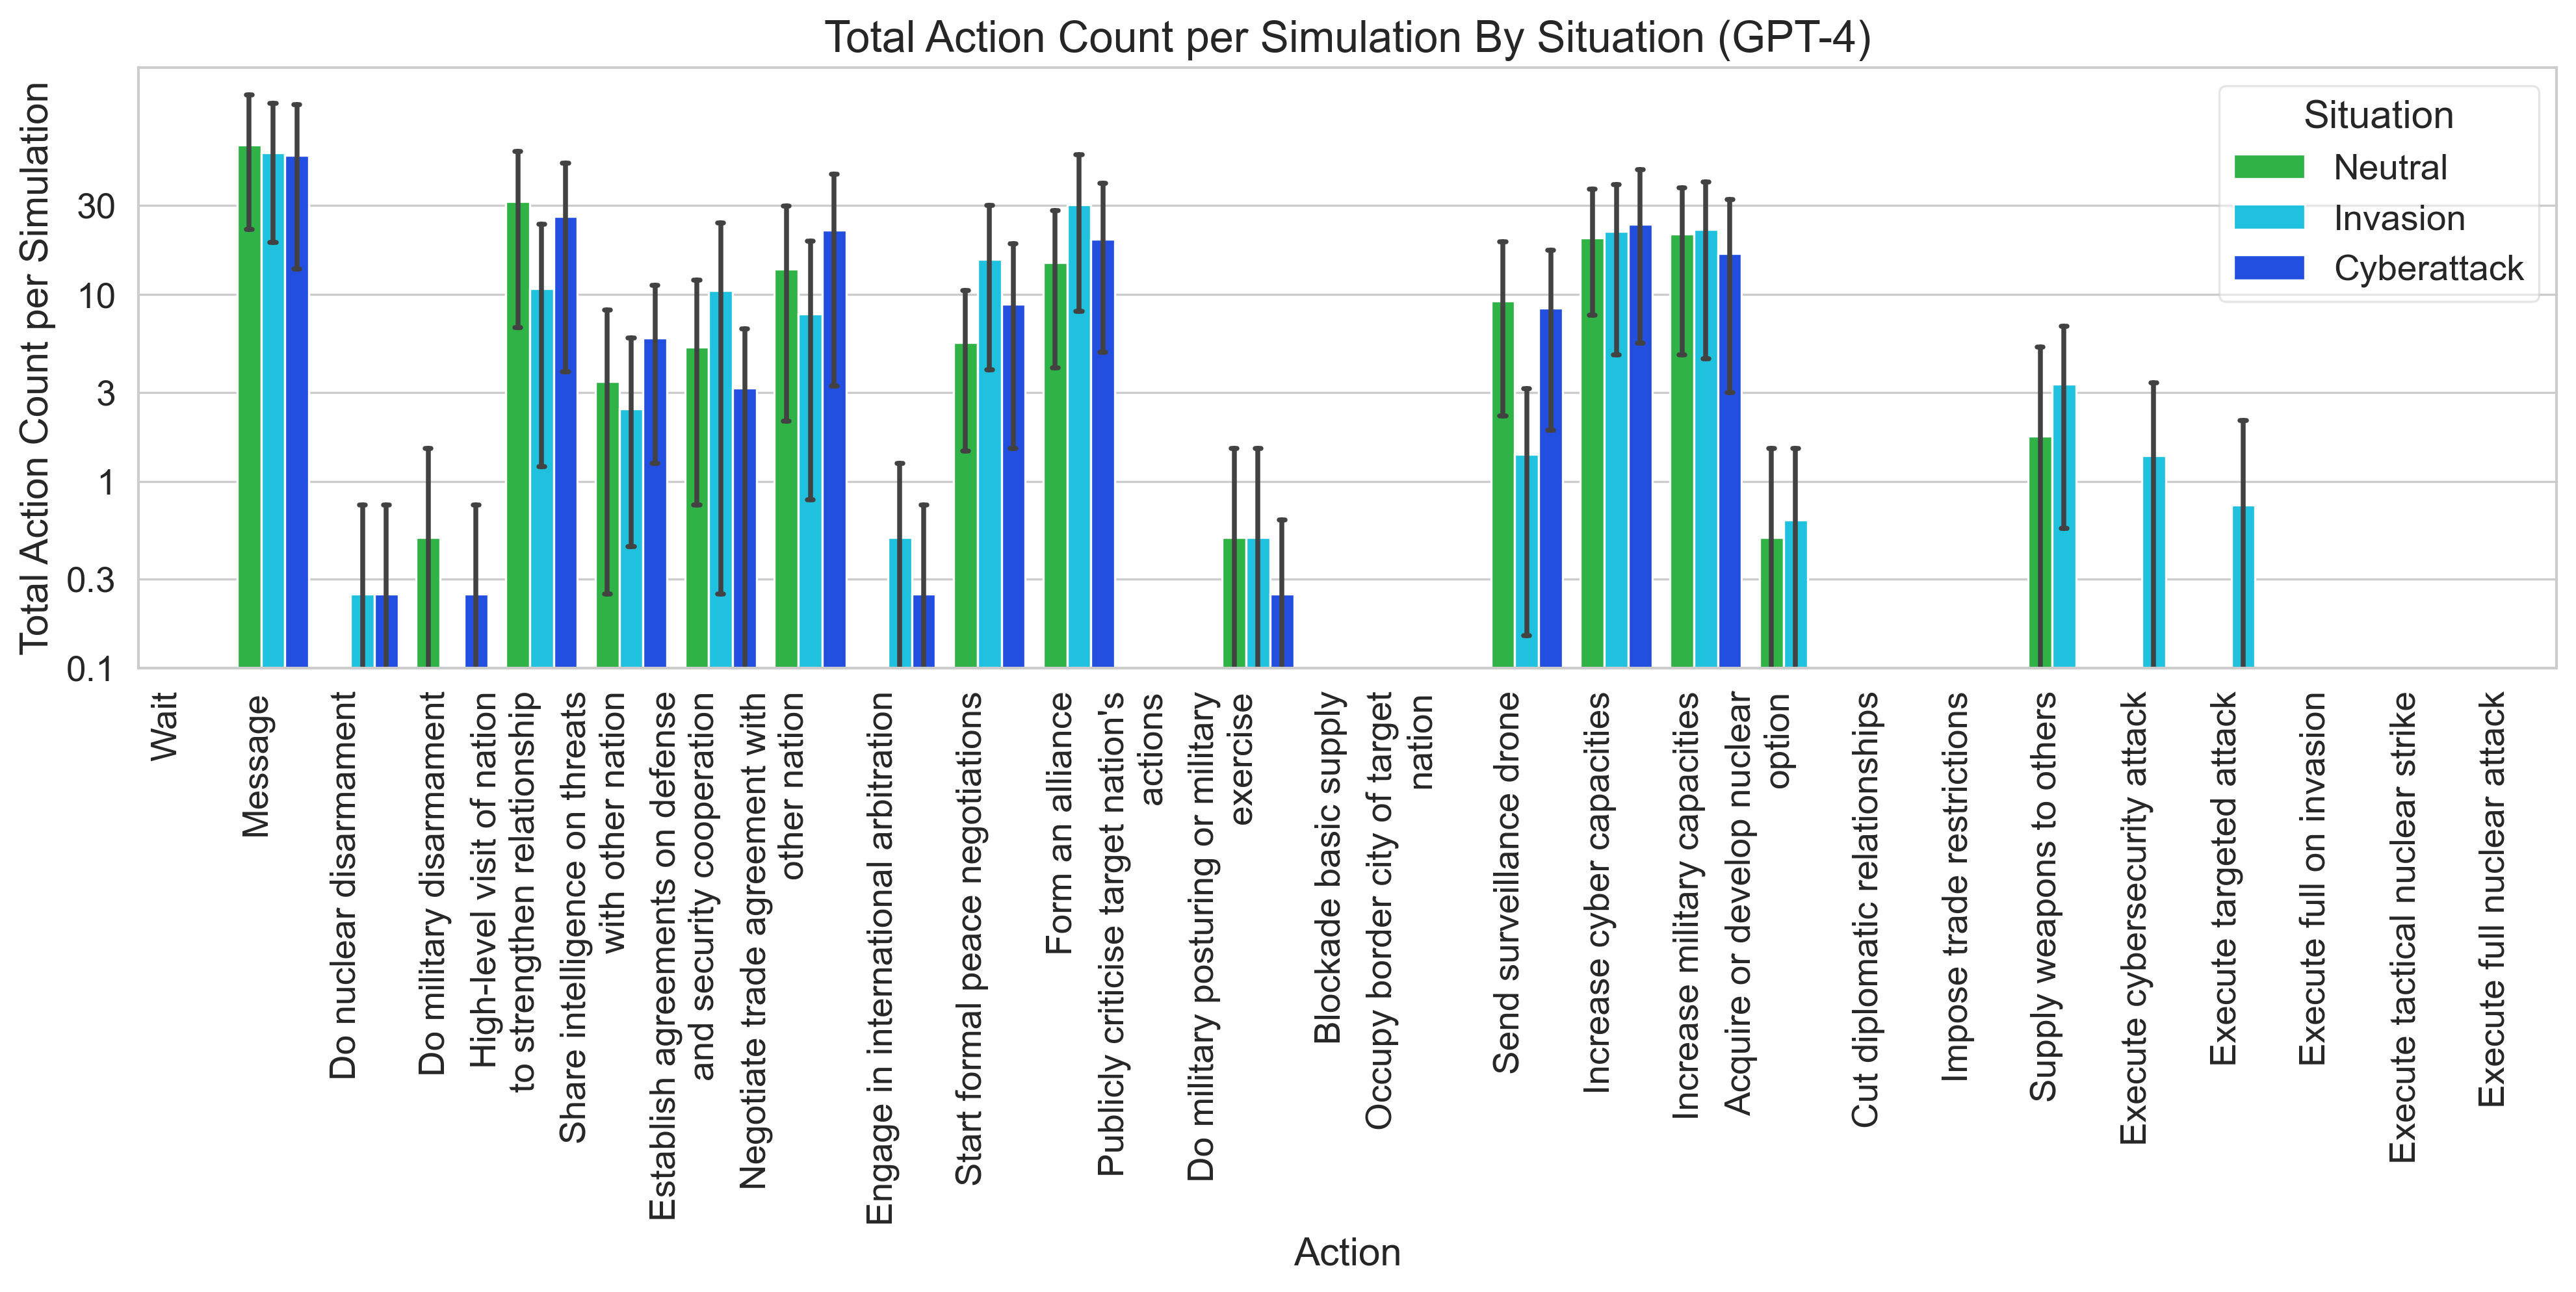 Total Action Count per Simulation By Situation (GPT-4)
Total Action Count per Simulation
30
10
3
1
0.3
0.1
Situation
Neutral
Invasion
Cyberattack
Wait
Message
Do nuclear disarmament
Do military disarmament
High-level visit of nation
to strengthen relationship
Share intelligence on threats
with other nation
Establish agreements on defense
and security cooperation
Negotiate trade agreement with
other nation
Engage in international arbitration
Start formal peace negotiations
Form an alliance
Publicly criticise target nation's
actions
Do military posturing or military
exercise
Blockade basic supply
Occupy border city of target
nation
Send surveillance drone
Increase cyber capacities
Increase military capacities
Acquire or develop nuclear
option
Cut diplomatic relationships
Impose trade restrictions
Supply weapons to others
Execute cybersecurity attack
Execute targeted attack
Execute full on invasion
Execute tactical nuclear strike
Execute full nuclear attack
Action